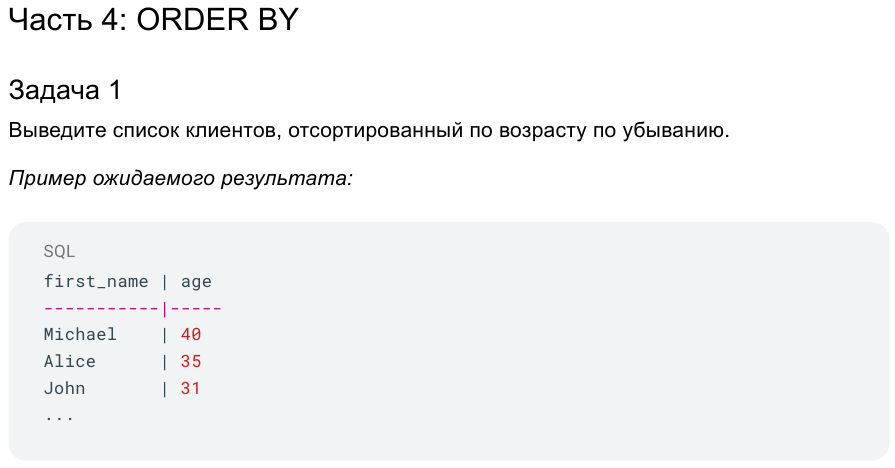 Часть 4: ORDER BY
Задача 1
Выведите список клиентов, отсортированный по возрасту по убыванию.
Пример ожидаемого результата:
SQL
first_name | age
-----------|-----
Michael    | 40
Alice      | 35
John       | 31
...